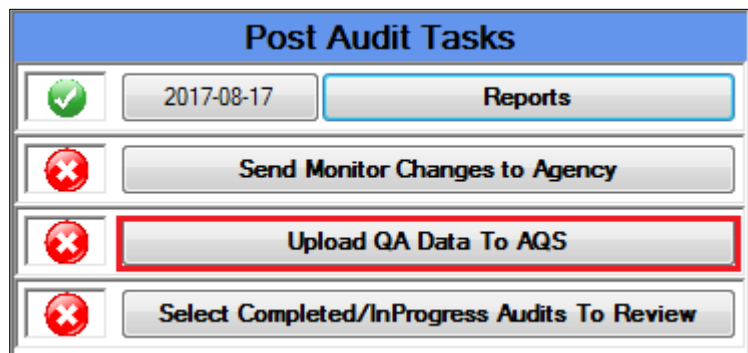 Post Audit Tasks
2017-08-17 Reports
Send Monitor Changes to Agency
Upload QA Data To AQS
Select Completed/InProgress Audits To Review